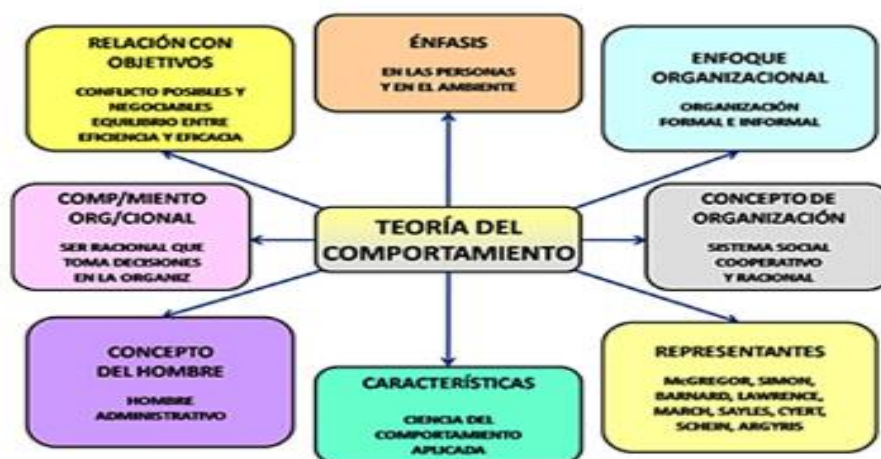 RELACIÓN CON
OBJETIVOS
CONFLICTO POSIBLES Y
NEGOCIABLES
EQUILIBRIO ENTRE
EFICIENCIA Y EFICACIA
ÉNFASIS
EN LAS PERSONAS
Y EN EL AMBIENTE
ENFOQUE
ORGANIZACIONAL
ORGANIZACIÓN
FORMAL E INFORMAL
COMP/MIENTO
ORG/CIONAL
SER RACIONAL QUE
TOMA DECISIONES
EN LA ORGANIZ
TEORÍA DEL
COMPORTAMIENTO
CONCEPTO DE
ORGANIZACIÓN
SISTEMA SOCIAL
COOPERATIVO
Y RACIONAL
CONCEPTO
DEL HOMBRE
HOMBRE
ADMINISTRATIVO
CARACTERÍSTICAS
CIENCIA DEL
COMPORTAMIENTO
APLICADA
REPRESENTANTES
McGREGOR, SIMON,
BARNARD, LAWRENCE,
MARCH, SAYLES, CYERT,
SCHEIN, ARGYRIS